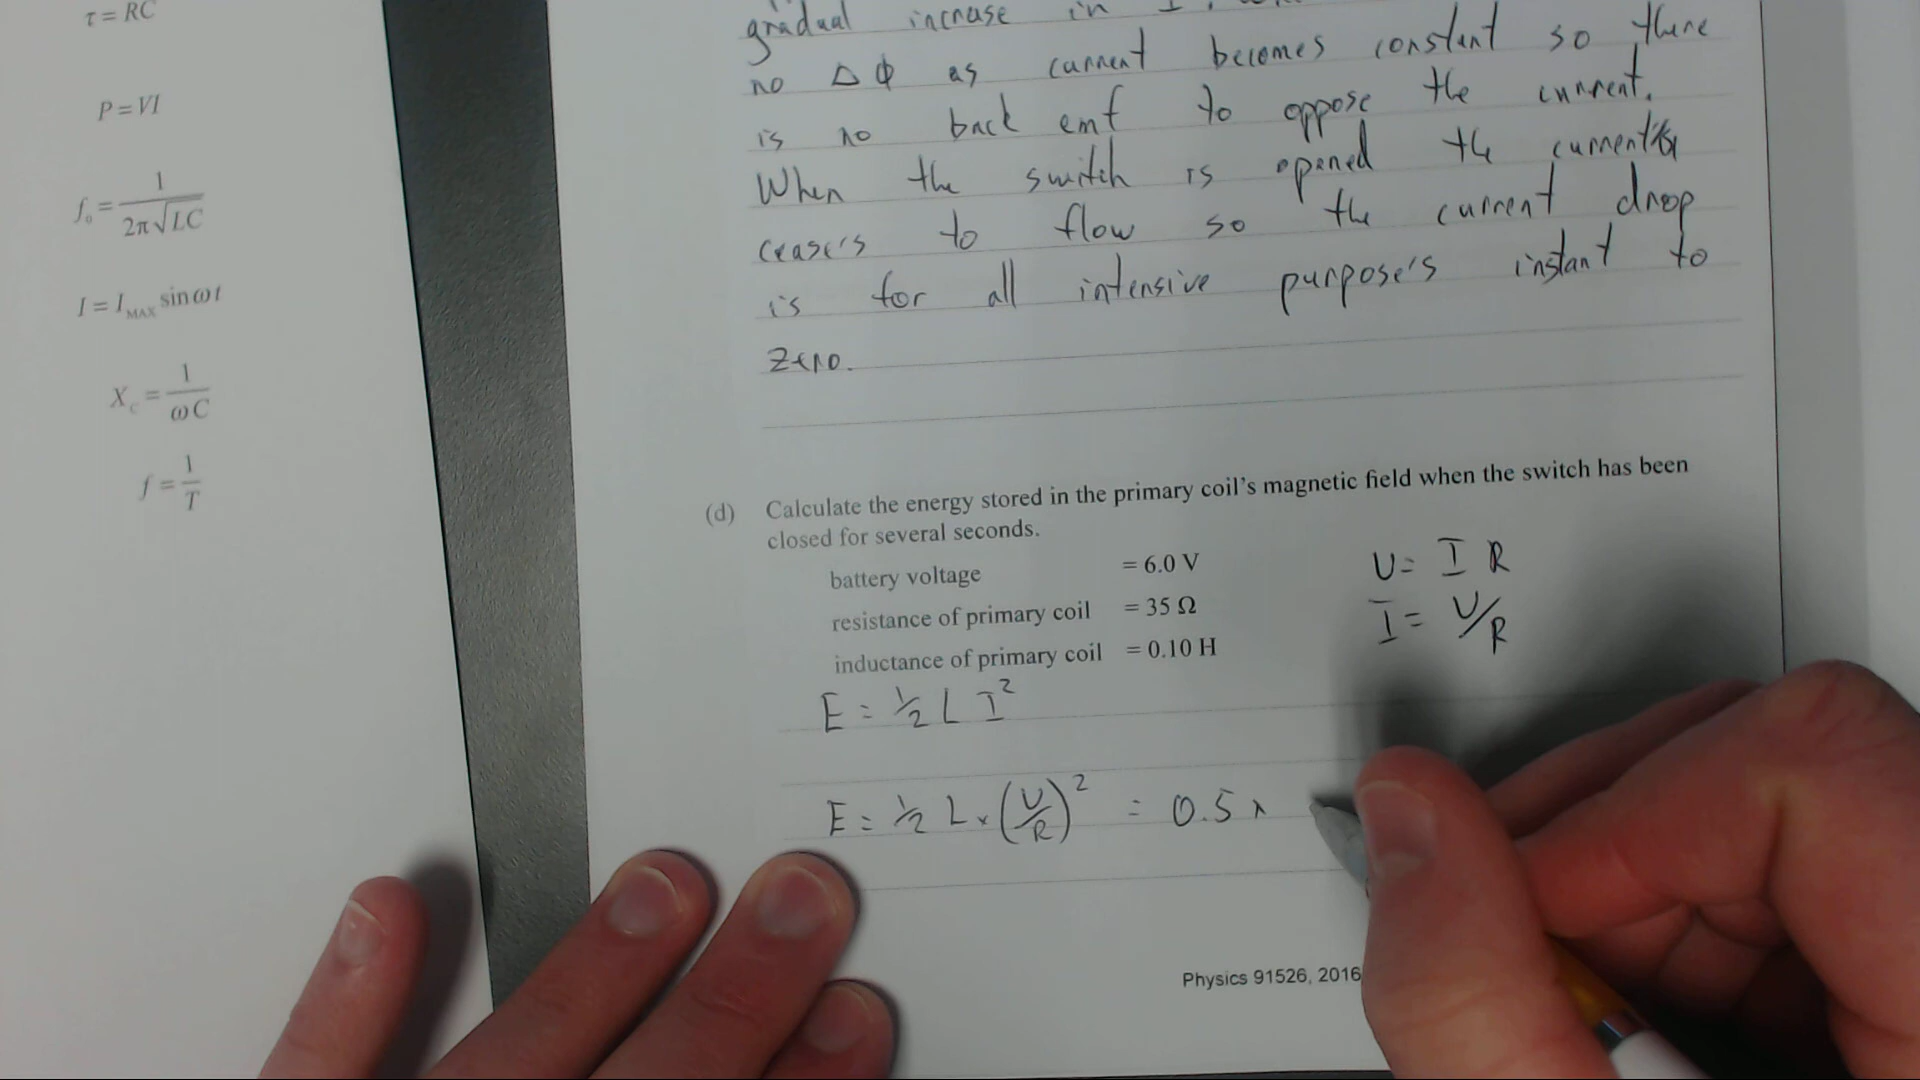 τ = RC
P = VI
f₀ = 1 / 2π√LC
I = I_MAX sin ωt
X_C = 1 / ωC
f = 1 / T
gradual increase in I
no Δ ϕ as current becomes constant so there
is no back emf to oppose the current.
When the switch is opened the current
cease's to flow so the current drop
is for all intensive purpose's instant to
zero.
(d) Calculate the energy stored in the primary coil's magnetic field when the switch has been
closed for several seconds.
battery voltage = 6.0 V
resistance of primary coil = 35 Ω
inductance of primary coil = 0.10 H
V = I R
I = V/R
E = ½ L I²
E = ½ L × (V/R)² = 0.5 ×
Physics 91526, 2016